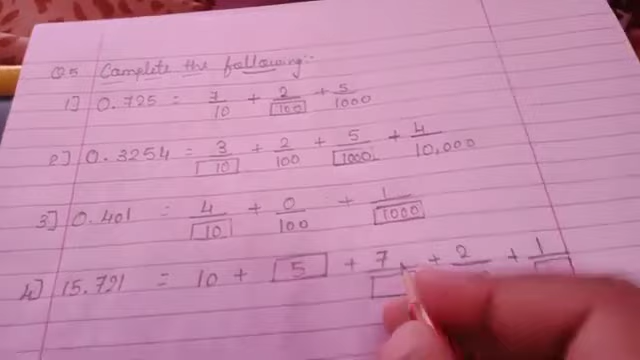 Q5 Complete the following:-
1] 0.725 = 7/10 + 2/100 + 5/1000
2] 0.3254 = 3/10 + 2/100 + 5/1000 + 4/10,000
3] 0.401 = 4/10 + 0/100 + 1/1000
4] 15.721 = 10 + 5 + 7/ + 2/ + 1/